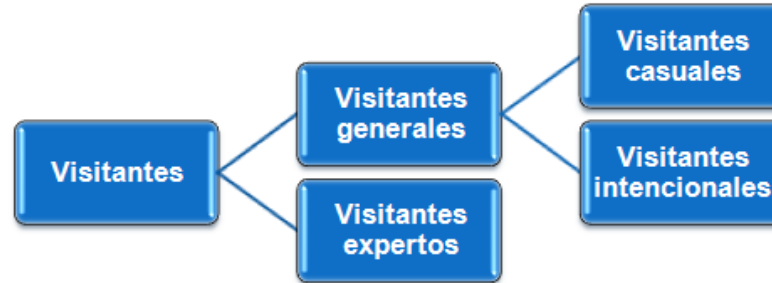 Visitantes
Visitantes
generales
Visitantes
expertos
Visitantes
casuales
Visitantes
intencionales